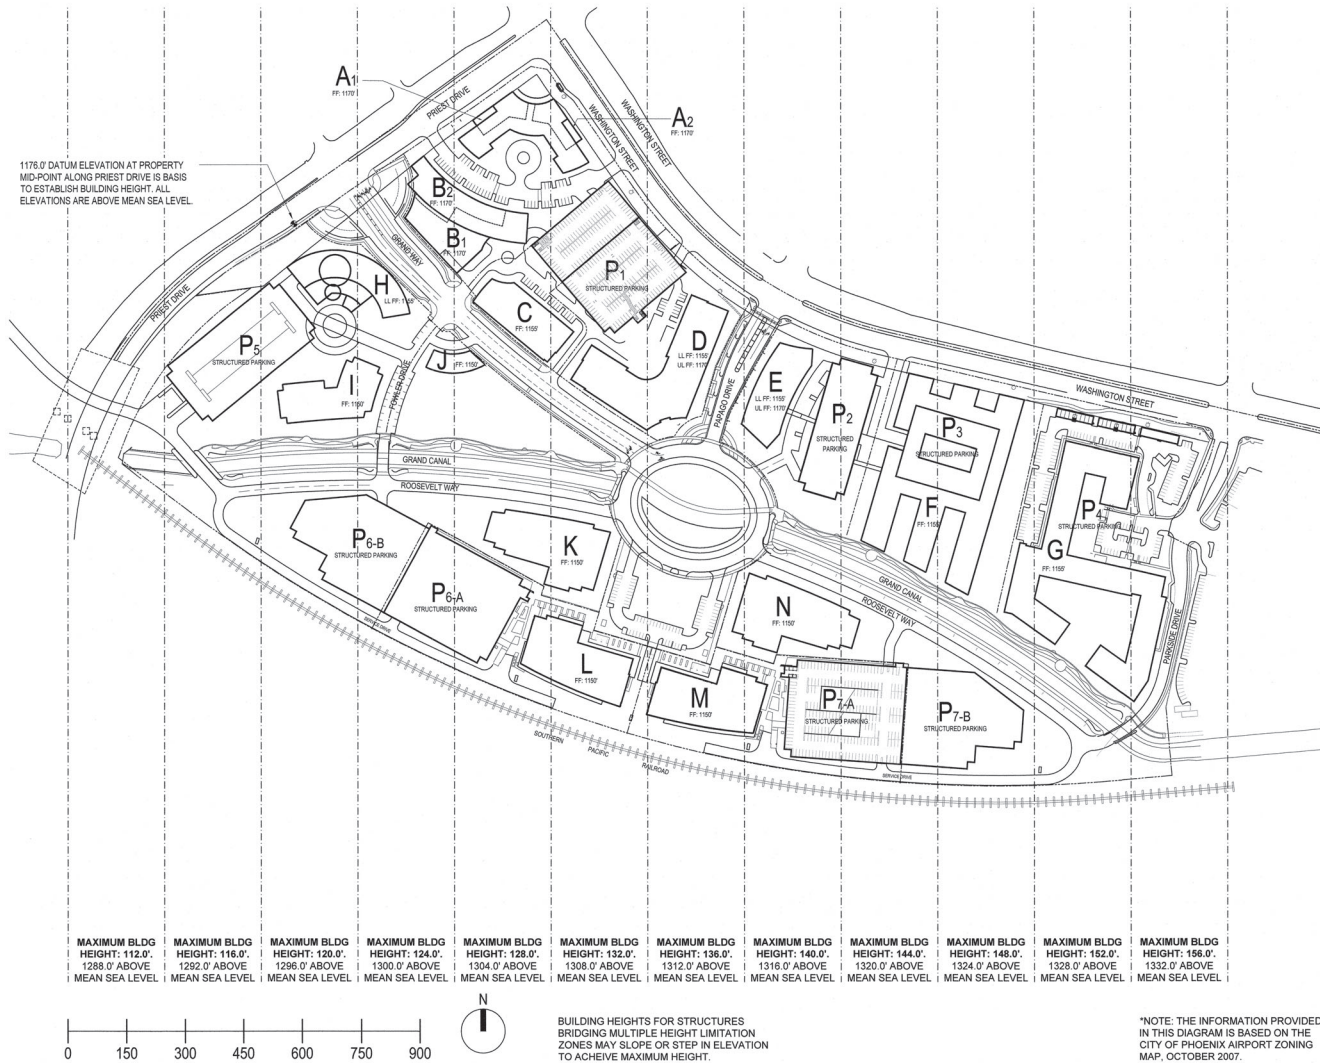 A1
FF: 1170'
PRIEST DRIVE
WASHINGTON STREET
A2
FF: 1170'
WASHINGTON STREET
1176.0' DATUM ELEVATION AT PROPERTY
MID-POINT ALONG PRIEST DRIVE IS BASIS
TO ESTABLISH BUILDING HEIGHT. ALL
ELEVATIONS ARE ABOVE MEAN SEA LEVEL.
B2
FF: 1170'
B1
FF: 1170'
GRAND WAY
P1
STRUCTURED PARKING
H
LL FF: 1155'
PRIEST DRIVE
C
FF: 1155'
D
LL FF: 1155'
UL FF: 1170'
P5
STRUCTURED PARKING
J
FF: 1150'
I
FF: 1150'
FOWLER DRIVE
PAPAGO DRIVE
E
LL FF: 1155'
UL FF: 1170'
P2
STRUCTURED
PARKING
P3
STRUCTURED PARKING
WASHINGTON STREET
GRAND CANAL
ROOSEVELT WAY
F
FF: 1155'
P4
STRUCTURED PARKING
G
FF: 1155'
P6-B
STRUCTURED PARKING
K
FF: 1150'
P6-A
STRUCTURED PARKING
SERVICE DRIVE
GRAND CANAL
ROOSEVELT WAY
N
FF: 1150'
PARKSIDE DRIVE
L
FF: 1150'
M
FF: 1150'
P7-A
STRUCTURED PARKING
P7-B
STRUCTURED PARKING
SOUTHERN PACIFIC RAILROAD
SERVICE DRIVE
MAXIMUM BLDG
HEIGHT: 112.0'.
1288.0' ABOVE
MEAN SEA LEVEL
MAXIMUM BLDG
HEIGHT: 116.0'.
1292.0' ABOVE
MEAN SEA LEVEL
MAXIMUM BLDG
HEIGHT: 120.0'.
1296.0' ABOVE
MEAN SEA LEVEL
MAXIMUM BLDG
HEIGHT: 124.0'.
1300.0' ABOVE
MEAN SEA LEVEL
MAXIMUM BLDG
HEIGHT: 128.0'.
1304.0' ABOVE
MEAN SEA LEVEL
MAXIMUM BLDG
HEIGHT: 132.0'.
1308.0' ABOVE
MEAN SEA LEVEL
MAXIMUM BLDG
HEIGHT: 136.0'.
1312.0' ABOVE
MEAN SEA LEVEL
MAXIMUM BLDG
HEIGHT: 140.0'.
1316.0' ABOVE
MEAN SEA LEVEL
MAXIMUM BLDG
HEIGHT: 144.0'.
1320.0' ABOVE
MEAN SEA LEVEL
MAXIMUM BLDG
HEIGHT: 148.0'.
1324.0' ABOVE
MEAN SEA LEVEL
MAXIMUM BLDG
HEIGHT: 152.0'.
1328.0' ABOVE
MEAN SEA LEVEL
MAXIMUM BLDG
HEIGHT: 156.0'.
1332.0' ABOVE
MEAN SEA LEVEL
0 150 300 450 600 750 900
N
BUILDING HEIGHTS FOR STRUCTURES
BRIDGING MULTIPLE HEIGHT LIMITATION
ZONES MAY SLOPE OR STEP IN ELEVATION
TO ACHEIVE MAXIMUM HEIGHT.
*NOTE: THE INFORMATION PROVIDED
IN THIS DIAGRAM IS BASED ON THE
CITY OF PHOENIX AIRPORT ZONING
MAP, OCTOBER 2007.